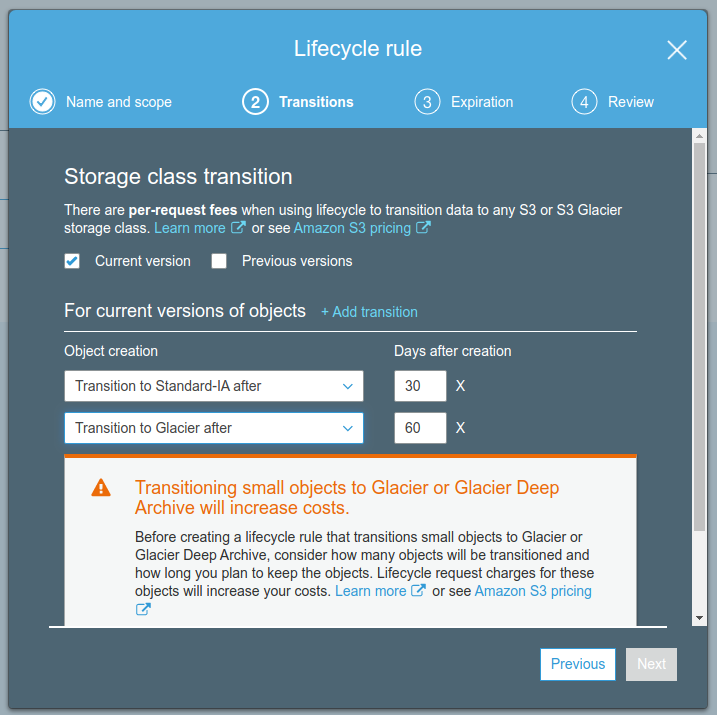 Lifecycle rule
Name and scope
2 Transitions
3 Expiration
4 Review
Storage class transition
There are per-request fees when using lifecycle to transition data to any S3 or S3 Glacier
storage class. Learn more or see Amazon S3 pricing
Current version
Previous versions
For current versions of objects + Add transition
Object creation
Days after creation
Transition to Standard-IA after
30 X
Transition to Glacier after
60 X
Transitioning small objects to Glacier or Glacier Deep
Archive will increase costs.
Before creating a lifecycle rule that transitions small objects to Glacier or
Glacier Deep Archive, consider how many objects will be transitioned and
how long you plan to keep the objects. Lifecycle request charges for these
objects will increase your costs. Learn more or see Amazon S3 pricing
Previous
Next